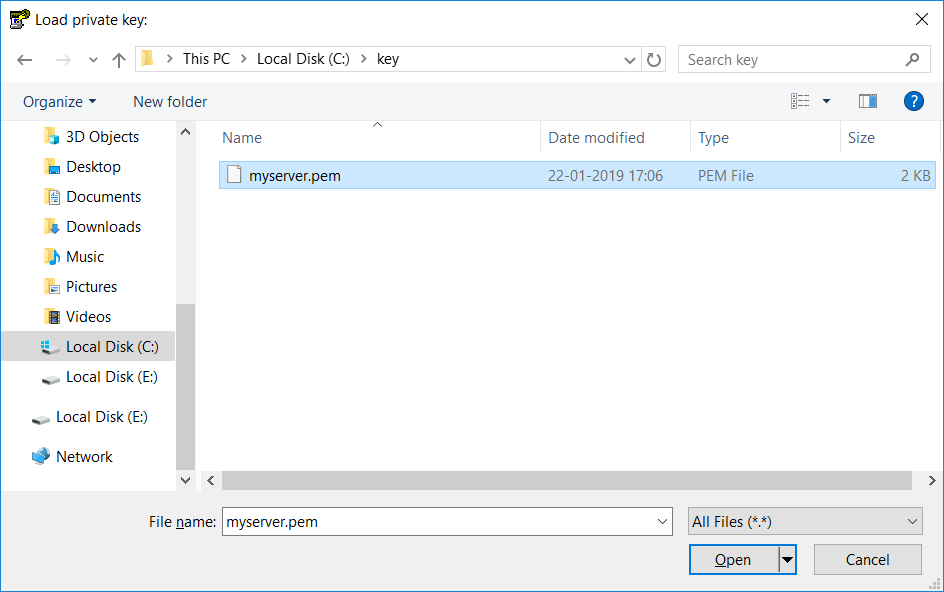 Load private key:
This PC Local Disk (C:) key
Search key
Organize New folder
?
Name Date modified Type Size
myserver.pem 22-01-2019 17:06 PEM File 2 KB
3D Objects
Desktop
Documents
Downloads
Music
Pictures
Videos
Local Disk (C:)
Local Disk (E:)
Local Disk (E:)
Network
File name: myserver.pem All Files (*.*)
Open Cancel